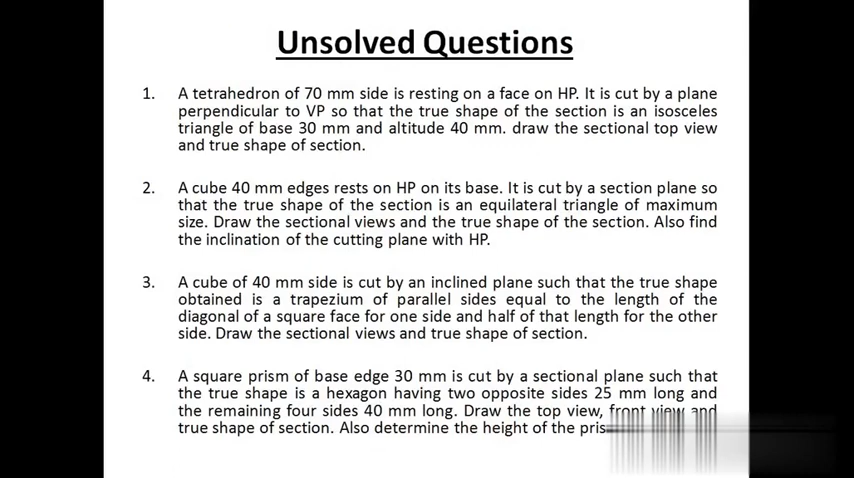 Unsolved Questions
1. A tetrahedron of 70 mm side is resting on a face on HP. It is cut by a plane
perpendicular to VP so that the true shape of the section is an isosceles
triangle of base 30 mm and altitude 40 mm. draw the sectional top view
and true shape of section.
2. A cube 40 mm edges rests on HP on its base. It is cut by a section plane so
that the true shape of the section is an equilateral triangle of maximum
size. Draw the sectional views and the true shape of the section. Also find
the inclination of the cutting plane with HP.
3. A cube of 40 mm side is cut by an inclined plane such that the true shape
obtained is a trapezium of parallel sides equal to the length of the
diagonal of a square face for one side and half of that length for the other
side. Draw the sectional views and true shape of section.
4. A square prism of base edge 30 mm is cut by a sectional plane such that
the true shape is a hexagon having two opposite sides 25 mm long and
the remaining four sides 40 mm long. Draw the top view, front view and
true shape of section. Also determine the height of the